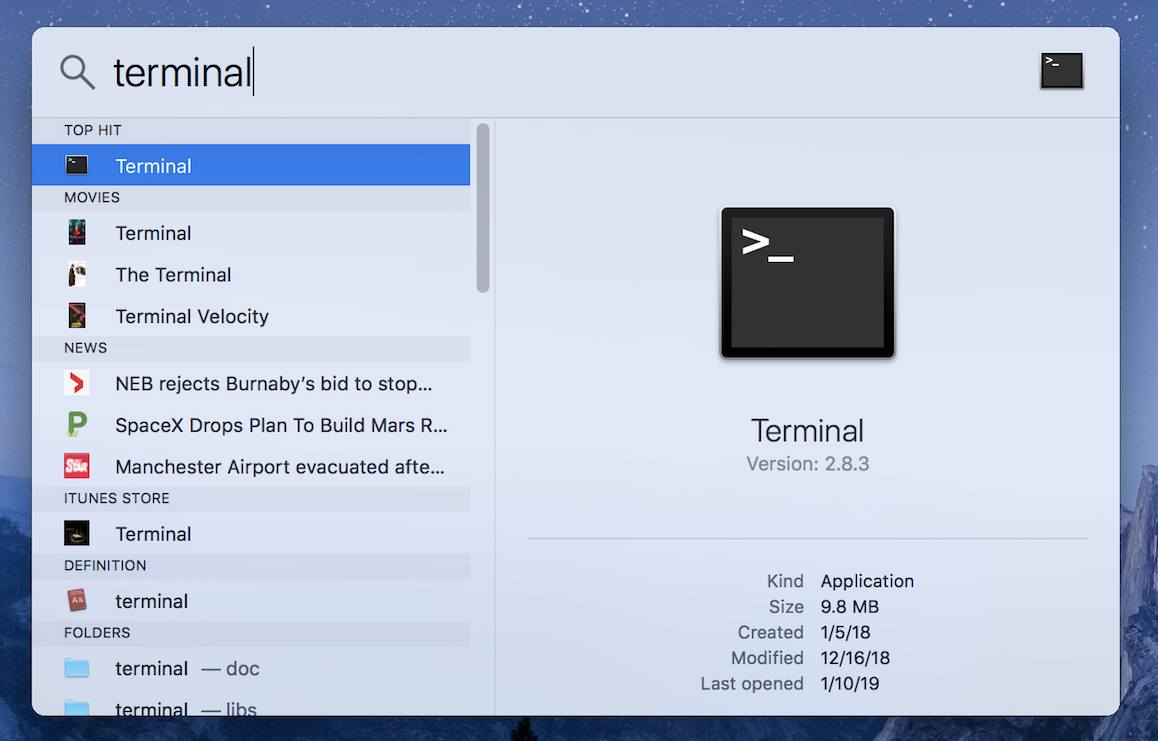 terminal
TOP HIT
Terminal
MOVIES
Terminal
The Terminal
Terminal Velocity
NEWS
NEB rejects Burnaby’s bid to stop...
SpaceX Drops Plan To Build Mars R...
Manchester Airport evacuated afte...
ITUNES STORE
Terminal
DEFINITION
terminal
FOLDERS
terminal — doc
terminal — libs
>_
Terminal
Version: 2.8.3
Kind Application
Size 9.8 MB
Created 1/5/18
Modified 12/16/18
Last opened 1/10/19